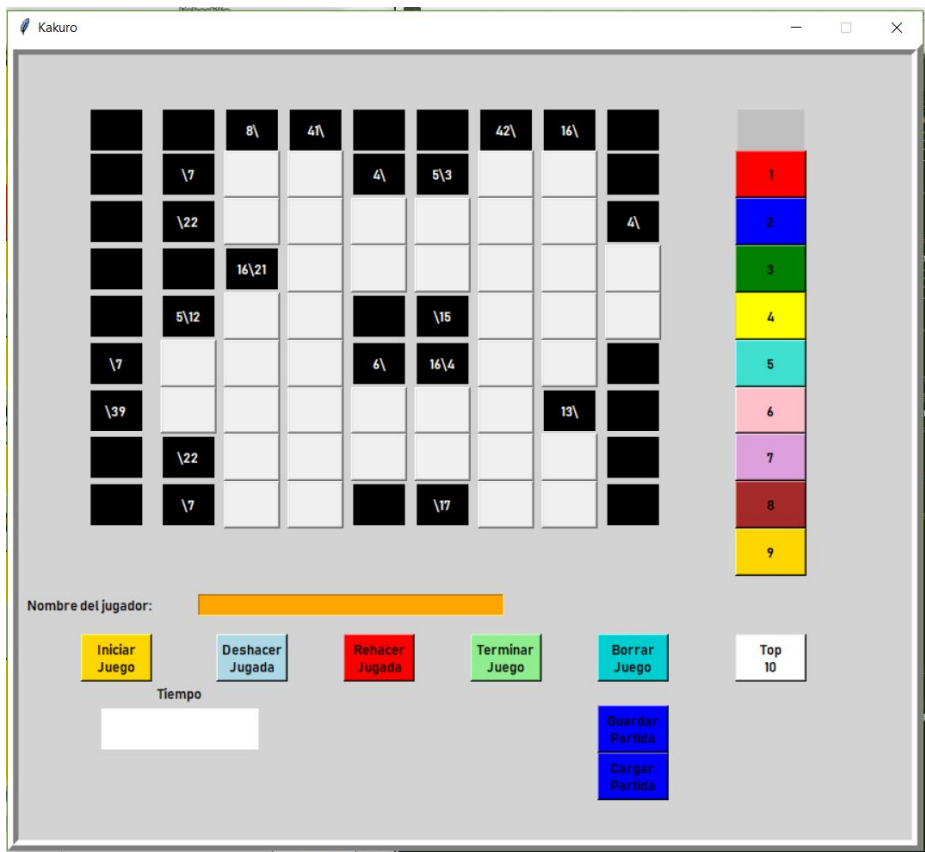 Kakuro
8\ 41\ 42\ 16\
\7 4\ 5\3 1
\22 4\ 2
16\21 3
5\12 \15 4
\7 6\ 16\4 5
\39 13\ 6
\22 7
\7 \17 8
9
Nombre del jugador:
Iniciar Deshacer Rehacer Terminar Borrar Top
Juego Jugada Jugada Juego Juego 10
Tiempo
Guardar
Partida
Cargar
Partida